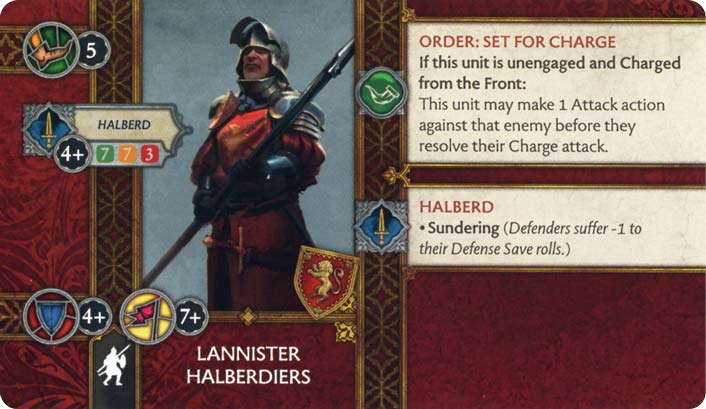 5
HALBERD
4+ 7 7 3
4+ 7+
LANNISTER
HALBERDIERS
ORDER: SET FOR CHARGE
If this unit is unengaged and Charged
from the Front:
This unit may make 1 Attack action
against that enemy before they
resolve their Charge attack.
HALBERD
• Sundering (Defenders suffer -1 to
their Defense Save rolls.)